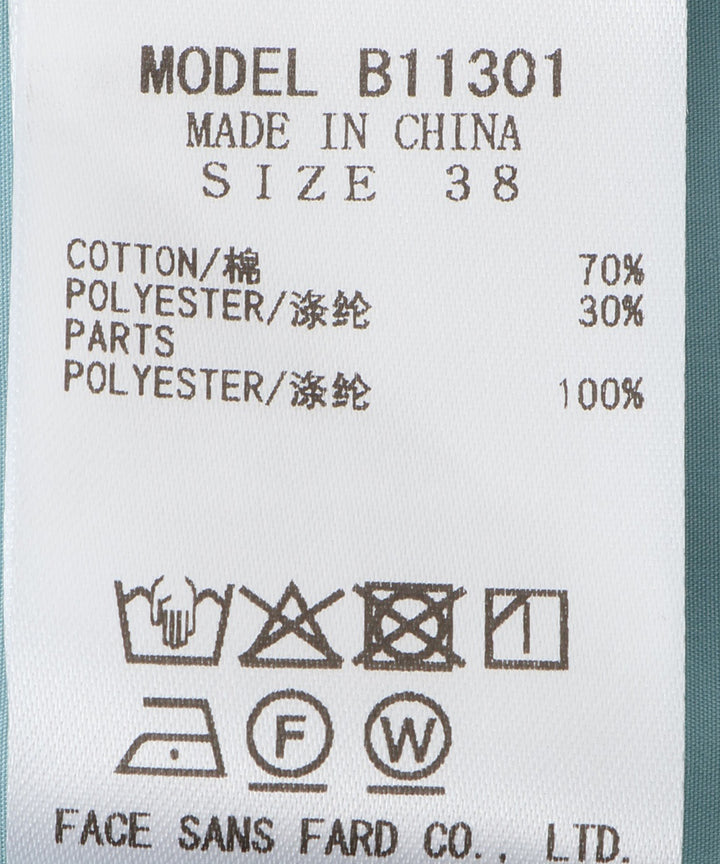 MODEL B11301
MADE IN CHINA
SIZE 38
COTTON/棉 70%
POLYESTER/涤纶 30%
PARTS
POLYESTER/涤纶 100%
F W
FACE SANS FARD CO., LTD.